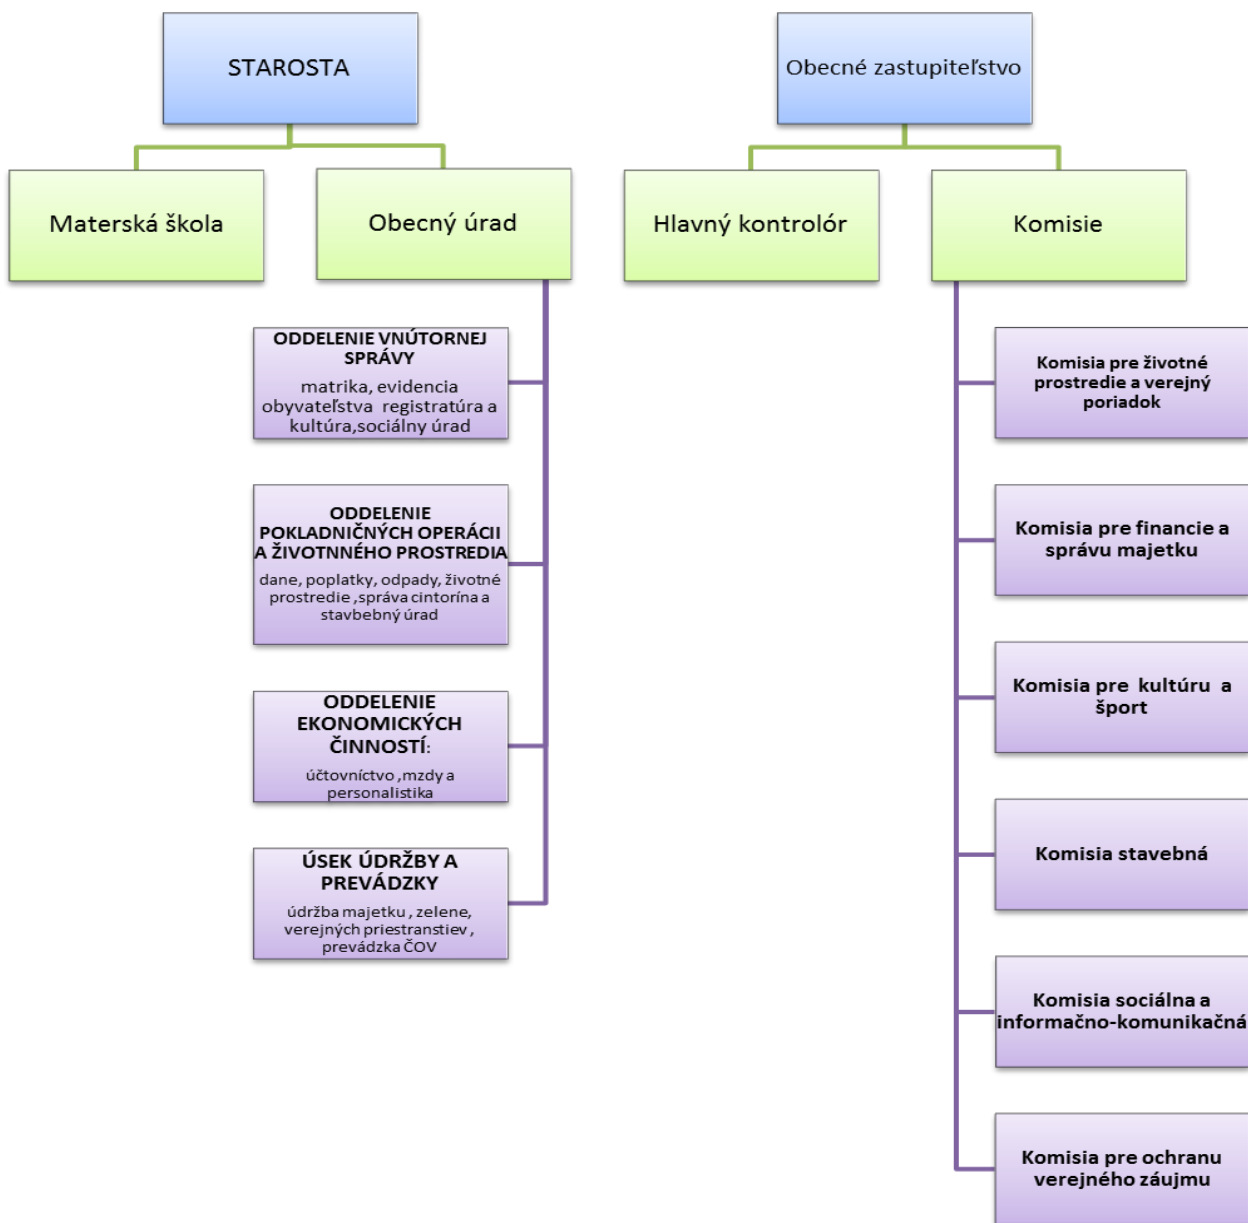 STAROSTA
Obecné zastupiteľstvo
Materská škola
Obecný úrad
Hlavný kontrolór
Komisie
ODDELENIE VNÚTORNEJ
SPRÁVY
matrika, evidencia
obyvateľstva  registratúra a
kultúra,sociálny úrad
ODDELENIE
POKLADNIČNÝCH OPERÁCII
A ŽIVOTNNÉHO PROSTREDIA
dane, poplatky, odpady, životné
prostredie ,správa cintorína a
stavbebný úrad
ODDELENIE
EKONOMICKÝCH
ČINNOSTÍ:
účtovníctvo ,mzdy a
personalistika
ÚSEK ÚDRŽBY A
PREVÁDZKY
údržba majetku , zelene,
verejných priestranstiev ,
prevádzka ČOV
Komisia pre životné
prostredie a verejný
poriadok
Komisia pre financie a
správu majetku
Komisia pre  kultúru  a
šport
Komisia stavebná
Komisia sociálna a
informačno-komunikačná
Komisia pre ochranu
verejného záujmu